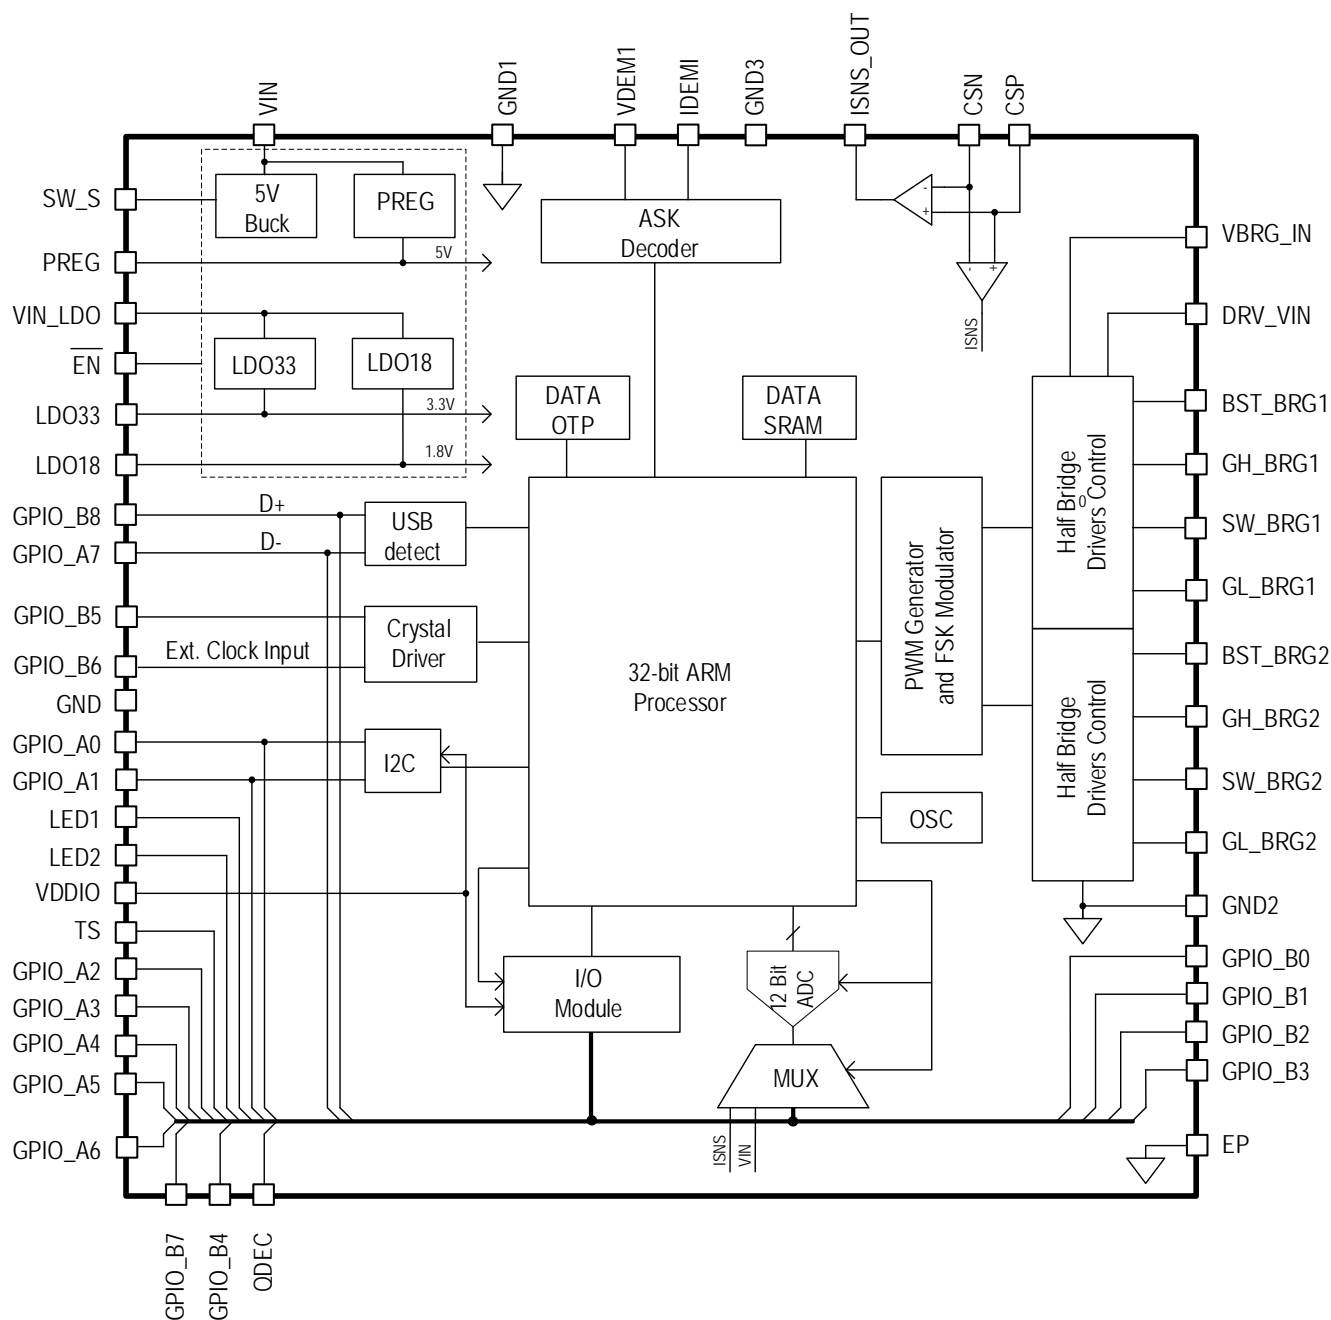 VIN
GND1
VDEM1
IDEMI
GND3
ISNS_OUT
CSN
CSP
SW_S
PREG
VIN_LDO
EN
LDO33
LDO18
GPIO_B8
GPIO_A7
GPIO_B5
GPIO_B6
GND
GPIO_A0
GPIO_A1
LED1
LED2
VDDIO
TS
GPIO_A2
GPIO_A3
GPIO_A4
GPIO_A5
GPIO_A6
5V
Buck
PREG
5V
LDO33
LDO18
3.3V
1.8V
D+
D-
USB
detect
Ext. Clock Input
Crystal
Driver
I2C
ASK
Decoder
DATA
OTP
DATA
SRAM
32-bit ARM
Processor
I/O
Module
12 Bit
ADC
MUX
ISNS
VIN
-
+
-
+
ISNS
PWM Generator
and FSK Modulator
OSC
Half Bridge
Drivers Control
0
Half Bridge
Drivers Control
VBRG_IN
DRV_VIN
BST_BRG1
GH_BRG1
SW_BRG1
GL_BRG1
BST_BRG2
GH_BRG2
SW_BRG2
GL_BRG2
GND2
GPIO_B0
GPIO_B1
GPIO_B2
GPIO_B3
EP
GPIO_B7
GPIO_B4
QDEC